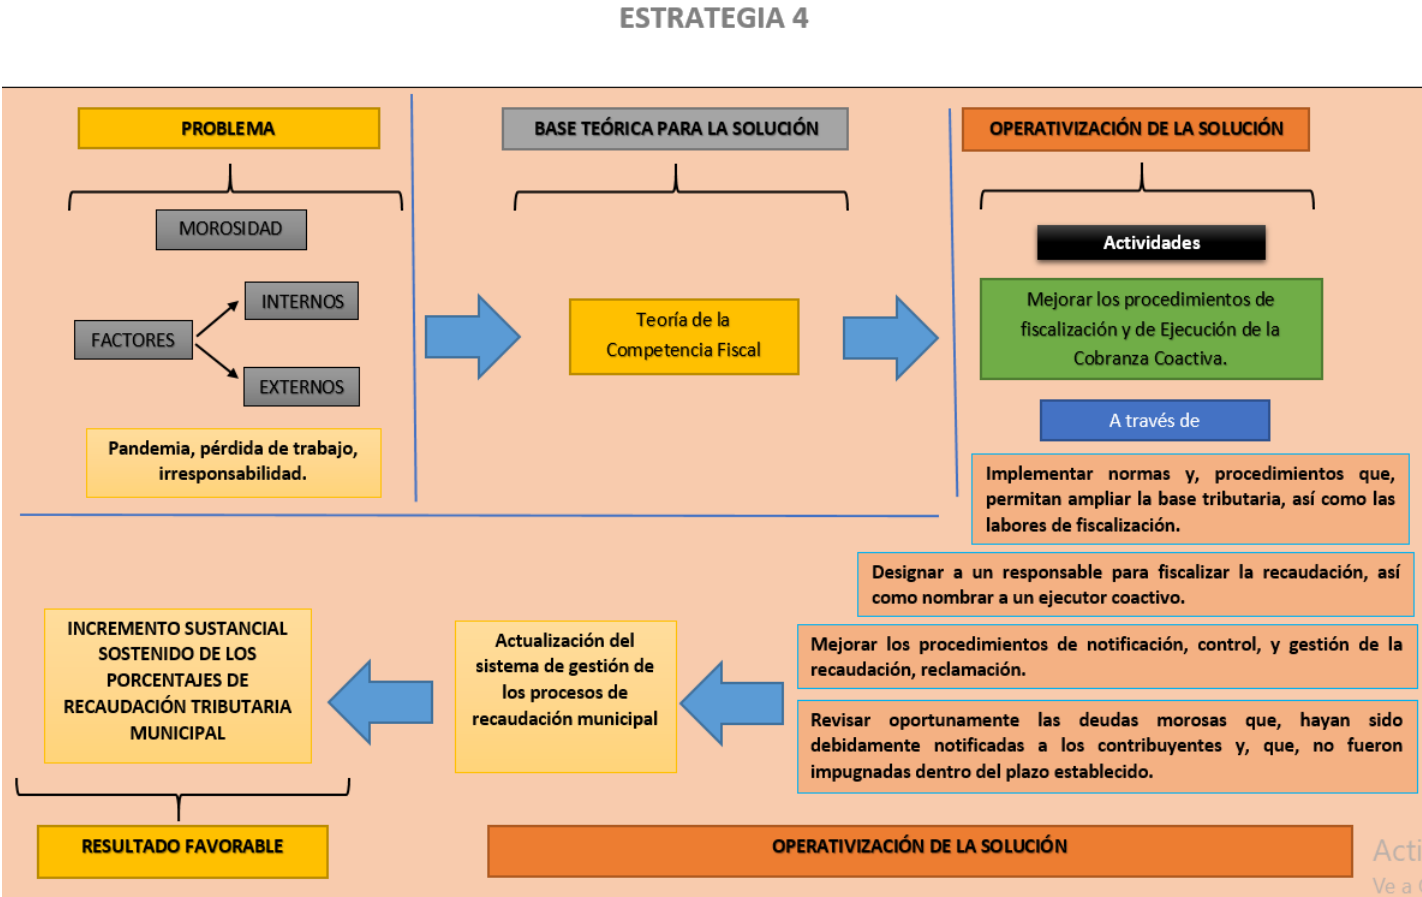 ESTRATEGIA 4
PROBLEMA
MOROSIDAD
FACTORES
INTERNOS
EXTERNOS
Pandemia, pérdida de trabajo,
irresponsabilidad.
BASE TEÓRICA PARA LA SOLUCIÓN
Teoría de la
Competencia Fiscal
OPERATIVIZACIÓN DE LA SOLUCIÓN
Actividades
Mejorar los procedimientos de
fiscalización y de Ejecución de la
Cobranza Coactiva.
A través de
Implementar normas y, procedimientos que,
permitan ampliar la base tributaria, así como las
labores de fiscalización.
Designar a un responsable para fiscalizar la recaudación, así
como nombrar a un ejecutor coactivo.
Mejorar los procedimientos de notificación, control, y gestión de la
recaudación, reclamación.
Revisar oportunamente las deudas morosas que, hayan sido
debidamente notificadas a los contribuyentes y, que, no fueron
impugnadas dentro del plazo establecido.
Actualización del
sistema de gestión de
los procesos de
recaudación municipal
INCREMENTO SUSTANCIAL
SOSTENIDO DE LOS
PORCENTAJES DE
RECAUDACIÓN TRIBUTARIA
MUNICIPAL
RESULTADO FAVORABLE
OPERATIVIZACIÓN DE LA SOLUCIÓN
Acti
Ve a